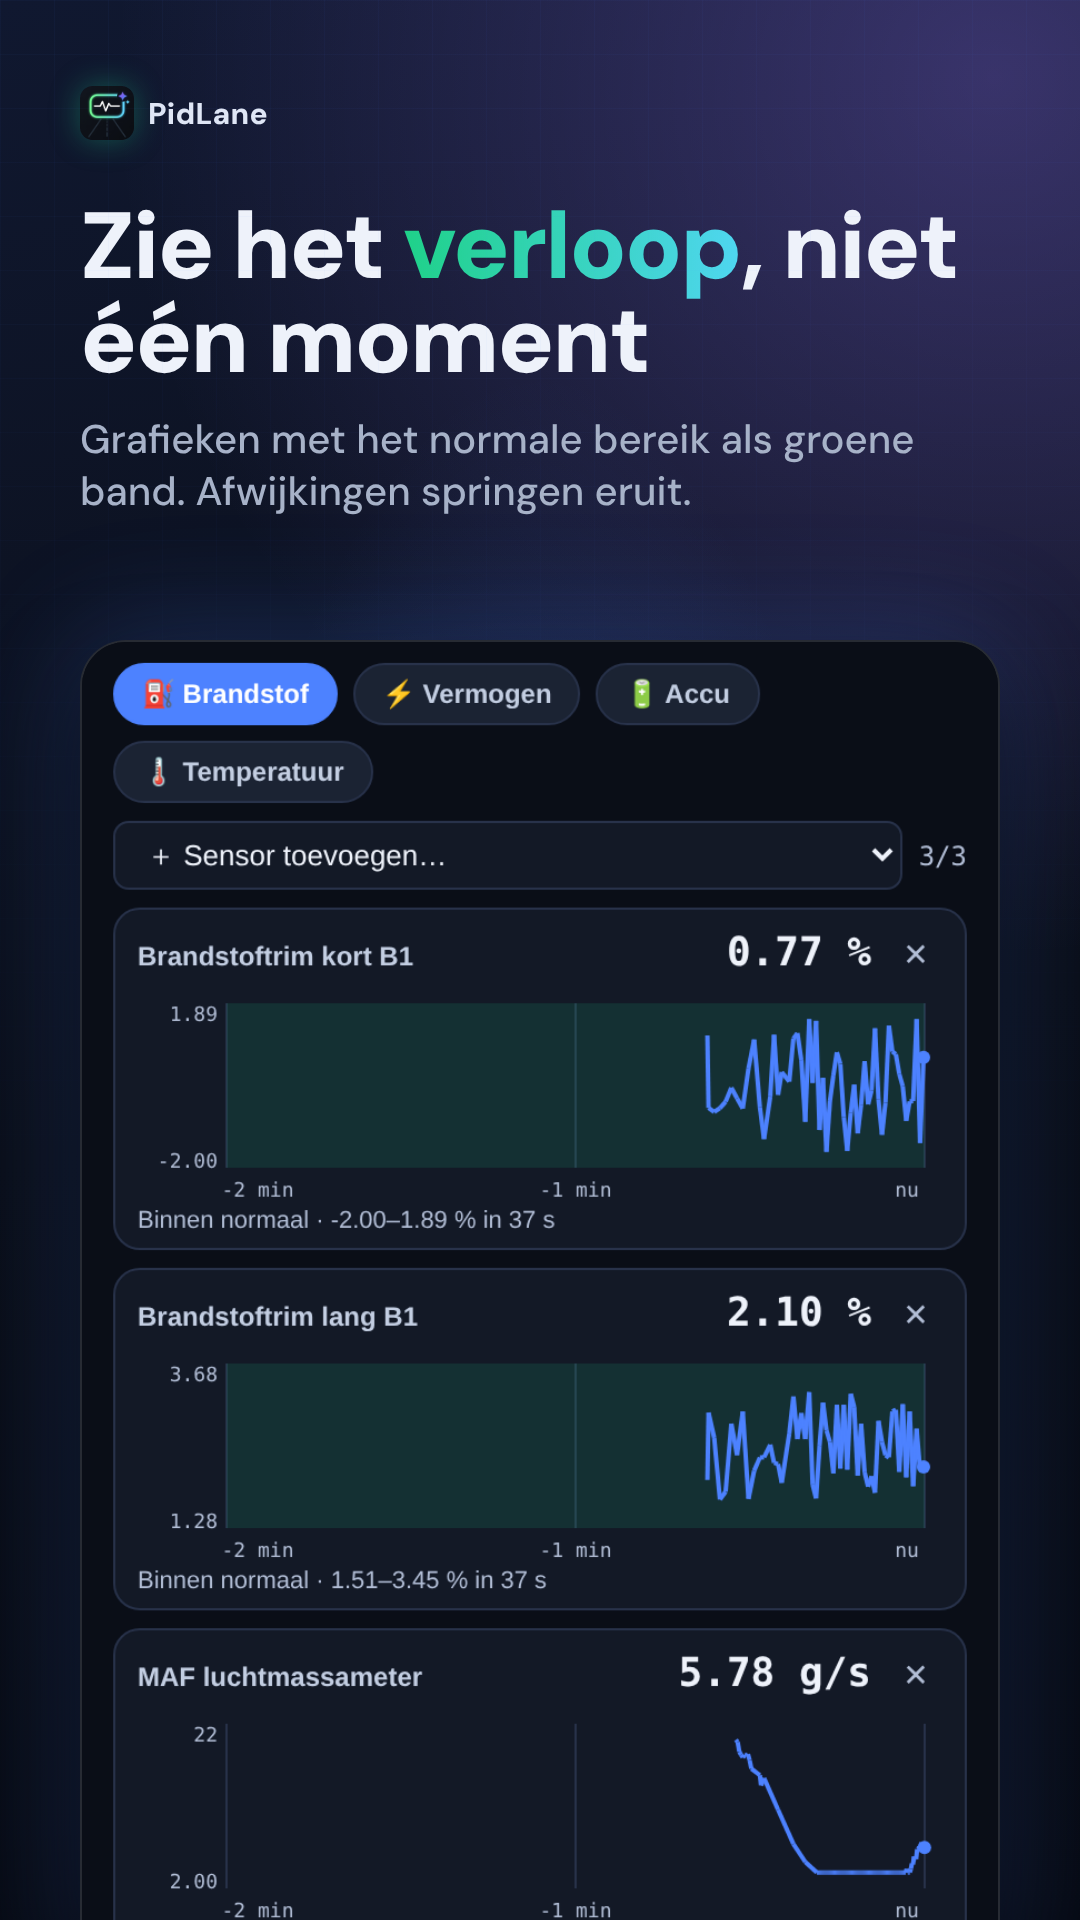 PidLane
Zie het verloop, niet
één moment
Grafieken met het normale bereik als groene
band. Afwijkingen springen eruit.
Brandstof
Vermogen
Accu
Temperatuur
+ Sensor toevoegen…
3/3
Brandstoftrim kort B1
0.77 %
×
1.89
-2.00
-2 min
-1 min
nu
Binnen normaal · -2.00–1.89 % in 37 s
Brandstoftrim lang B1
2.10 %
×
3.68
1.28
-2 min
-1 min
nu
Binnen normaal · 1.51–3.45 % in 37 s
MAF luchtmassameter
5.78 g/s
×
22
2.00
-2 min
-1 min
nu